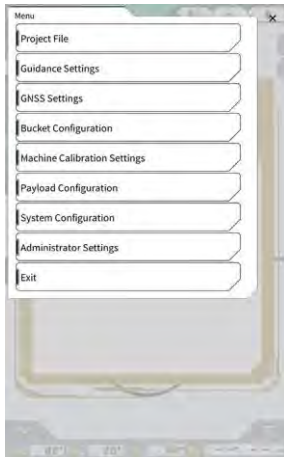 Menu
Project File
Guidance Settings
GNSS Settings
Bucket Configuration
Machine Calibration Settings
Payload Configuration
System Configuration
Administrator Settings
Exit